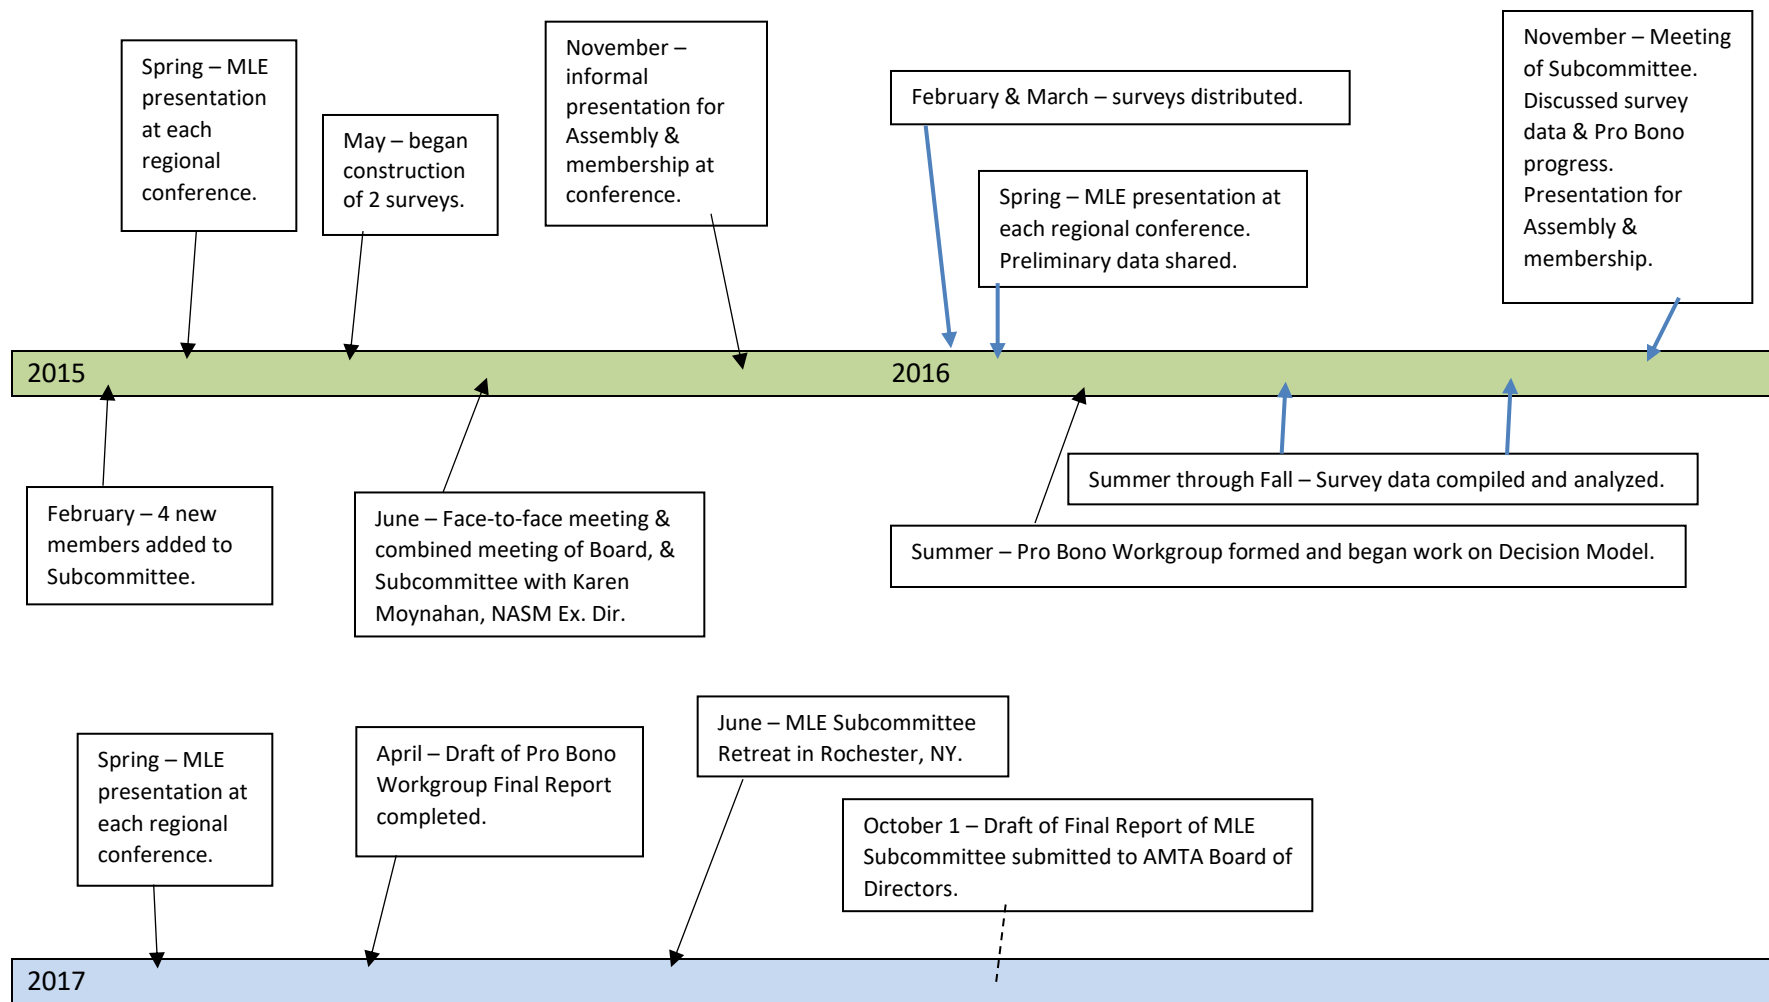 Spring – MLE
presentation
at each
regional
conference.
May – began
construction
of 2 surveys.
November –
informal
presentation for
Assembly &
membership at
conference.
February & March – surveys distributed.
Spring – MLE presentation at
each regional conference.
Preliminary data shared.
November – Meeting
of Subcommittee.
Discussed survey
data & Pro Bono
progress.
Presentation for
Assembly &
membership.
2015
2016
February – 4 new
members added to
Subcommittee.
June – Face-to-face meeting &
combined meeting of Board, &
Subcommittee with Karen
Moynahan, NASM Ex. Dir.
Summer through Fall – Survey data compiled and analyzed.
Summer – Pro Bono Workgroup formed and began work on Decision Model.
Spring – MLE
presentation at
each regional
conference.
April – Draft of Pro Bono
Workgroup Final Report
completed.
June – MLE Subcommittee
Retreat in Rochester, NY.
October 1 – Draft of Final Report of MLE
Subcommittee submitted to AMTA Board of
Directors.
2017